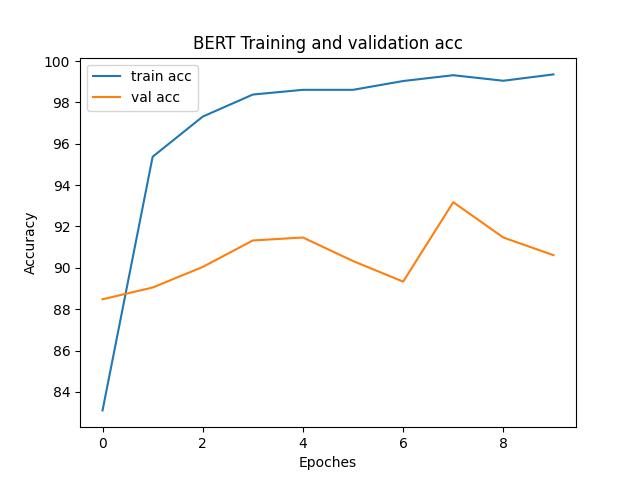 BERT Training and validation acc
train acc
val acc
100
98
96
94
92
90
88
86
84
Accuracy
0 2 4 6 8
Epoches